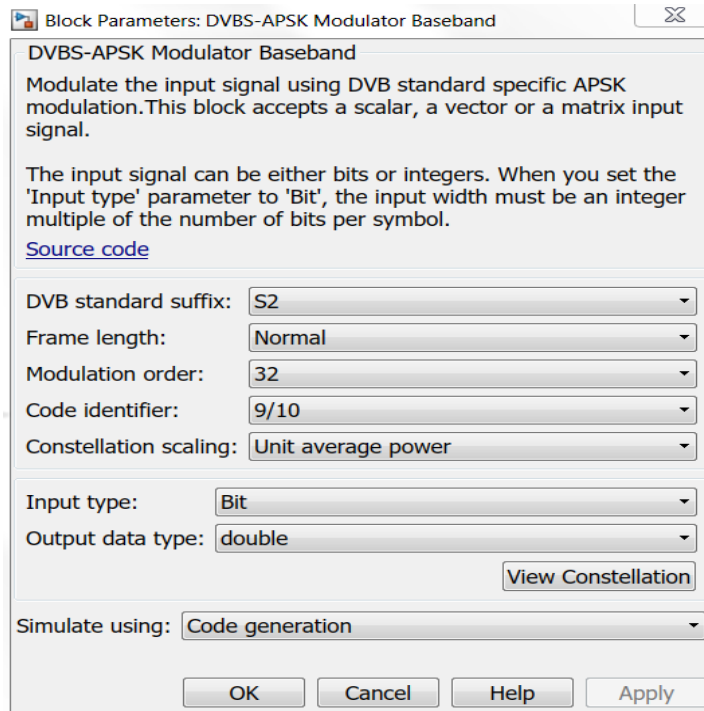 Block Parameters: DVBS-APSK Modulator Baseband
DVBS-APSK Modulator Baseband
Modulate the input signal using DVB standard specific APSK
modulation.This block accepts a scalar, a vector or a matrix input
signal.
The input signal can be either bits or integers. When you set the
'Input type' parameter to 'Bit', the input width must be an integer
multiple of the number of bits per symbol.
Source code
DVB standard suffix: S2
Frame length: Normal
Modulation order: 32
Code identifier: 9/10
Constellation scaling: Unit average power
Input type: Bit
Output data type: double
View Constellation
Simulate using: Code generation
OK Cancel Help Apply